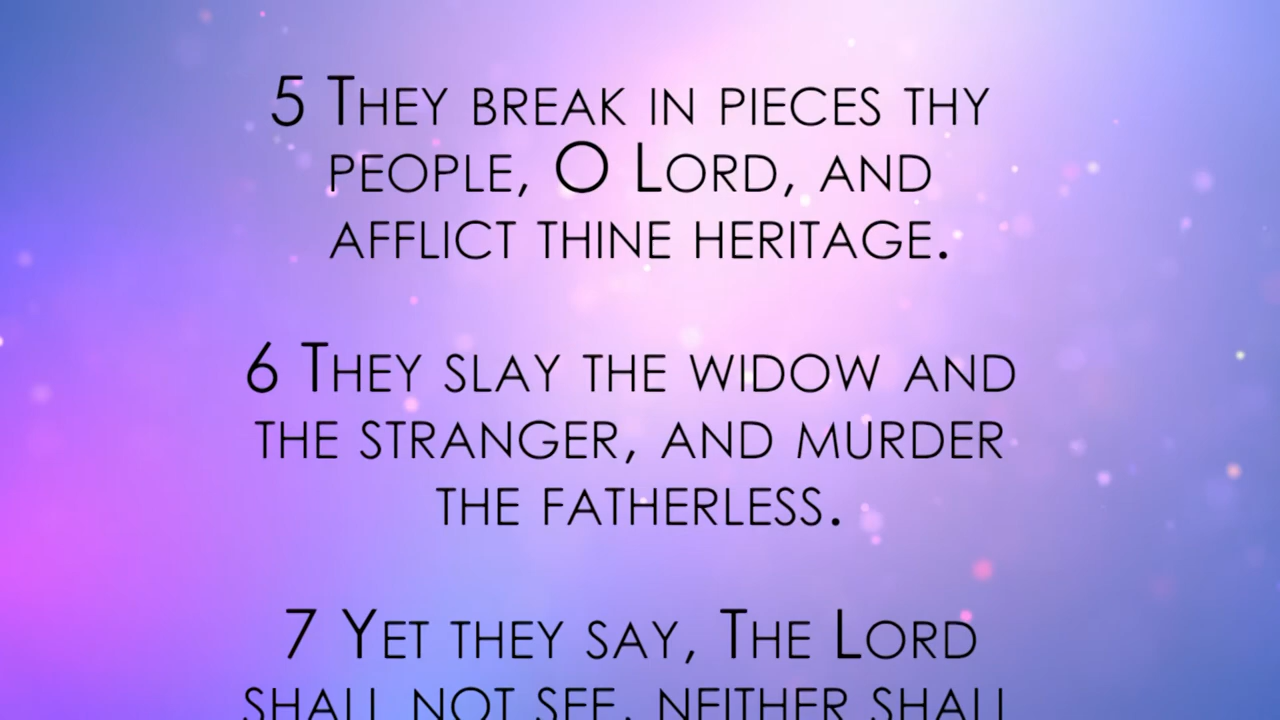 5 They break in pieces thy
people, O Lord, and
afflict thine heritage.
6 They slay the widow and
the stranger, and murder
the fatherless.
7 Yet they say, The Lord
shall not see, neither shall